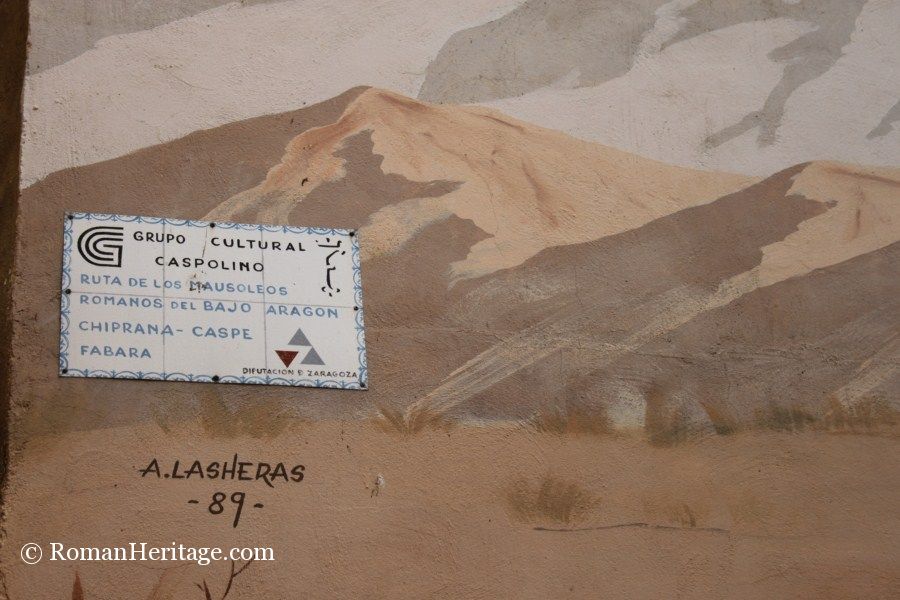 GRUPO CULTURAL
CASPOLINO
RUTA DE LOS MAUSOLEOS
ROMANOS DEL BAJO ARAGON
CHIPRANA - CASPE
FABARA
DIPUTACION D ZARAGOZA
A. LASHERAS
- 89 -
© RomanHeritage.com